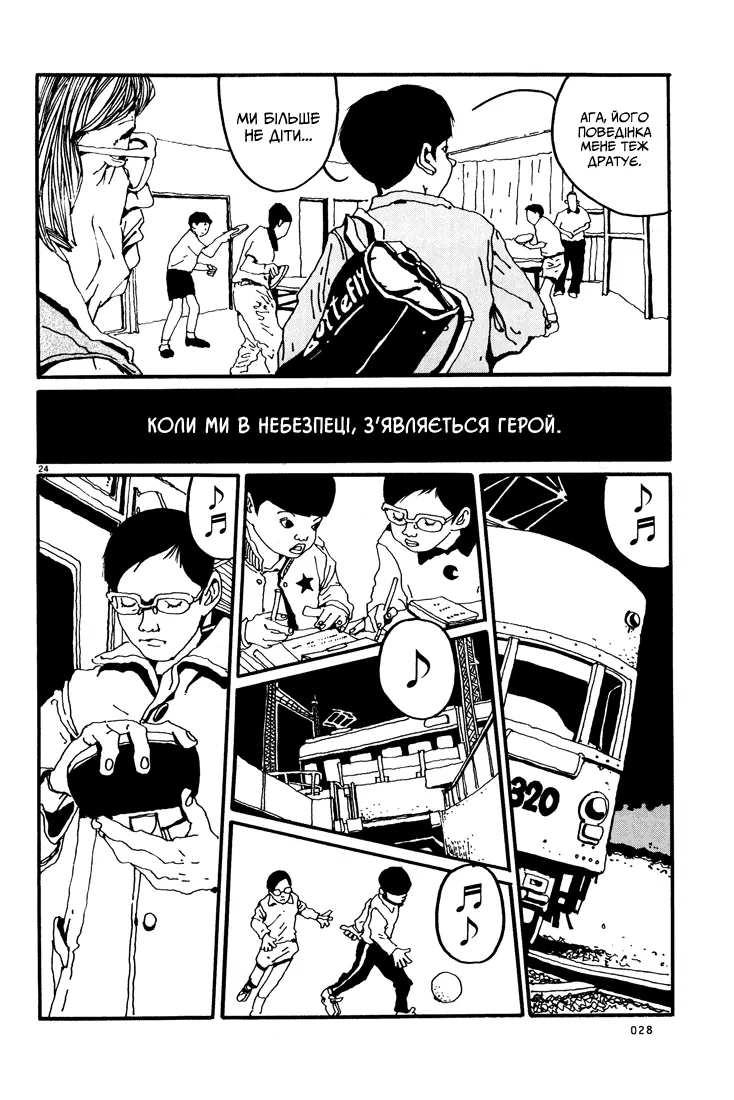 МИ БІЛЬШЕ
НЕ ДІТИ...
АГА, ЙОГО
ПОВЕДІНКА
МЕНЕ ТЕЖ
ДРАТУЄ.
Butterfly
КОЛИ МИ В НЕБЕЗПЕЦІ, З'ЯВЛЯЄТЬСЯ ГЕРОЙ.
24
320
028